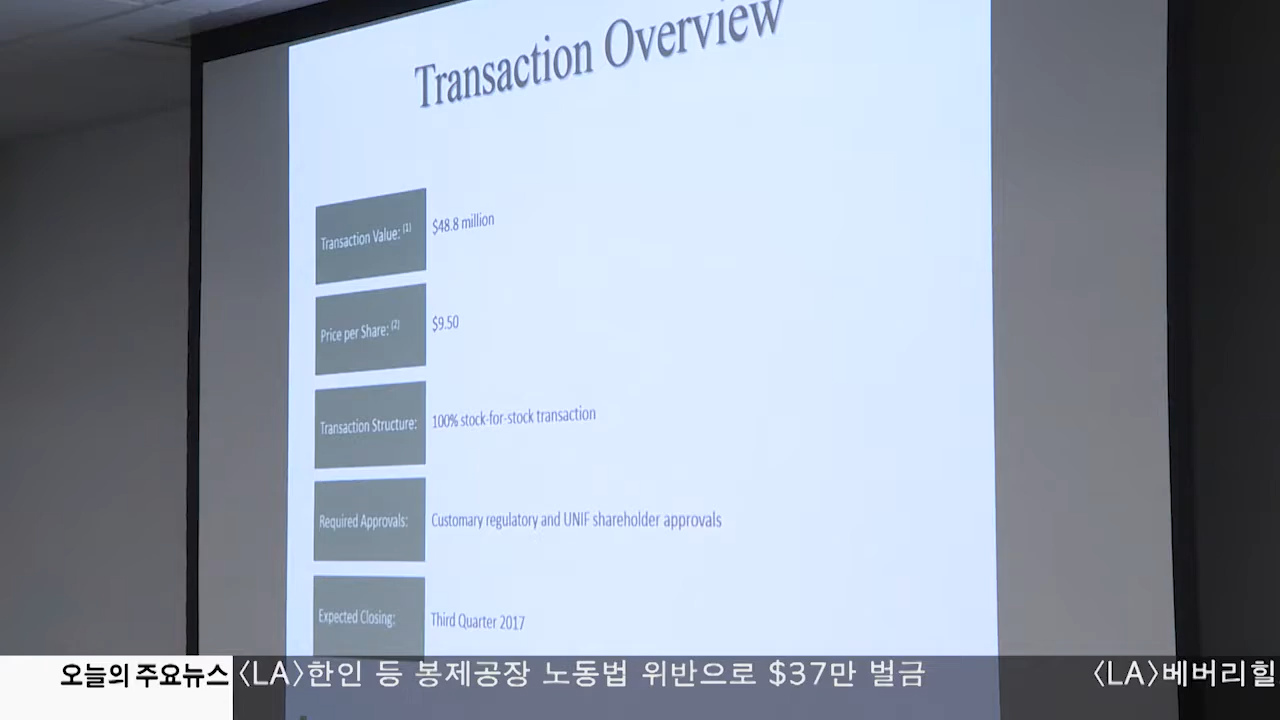 Transaction Overview
Transaction Value: (1)
$48.8 million
Price per Share: (2)
$9.50
Transaction Structure:
100% stock-for-stock transaction
Required Approvals:
Customary regulatory and UNIF shareholder approvals
Expected Closing:
Third Quarter 2017
오늘의 주요뉴스
〈LA〉한인 등 봉제공장 노동법 위반으로 $37만 벌금
〈LA〉베버리힐